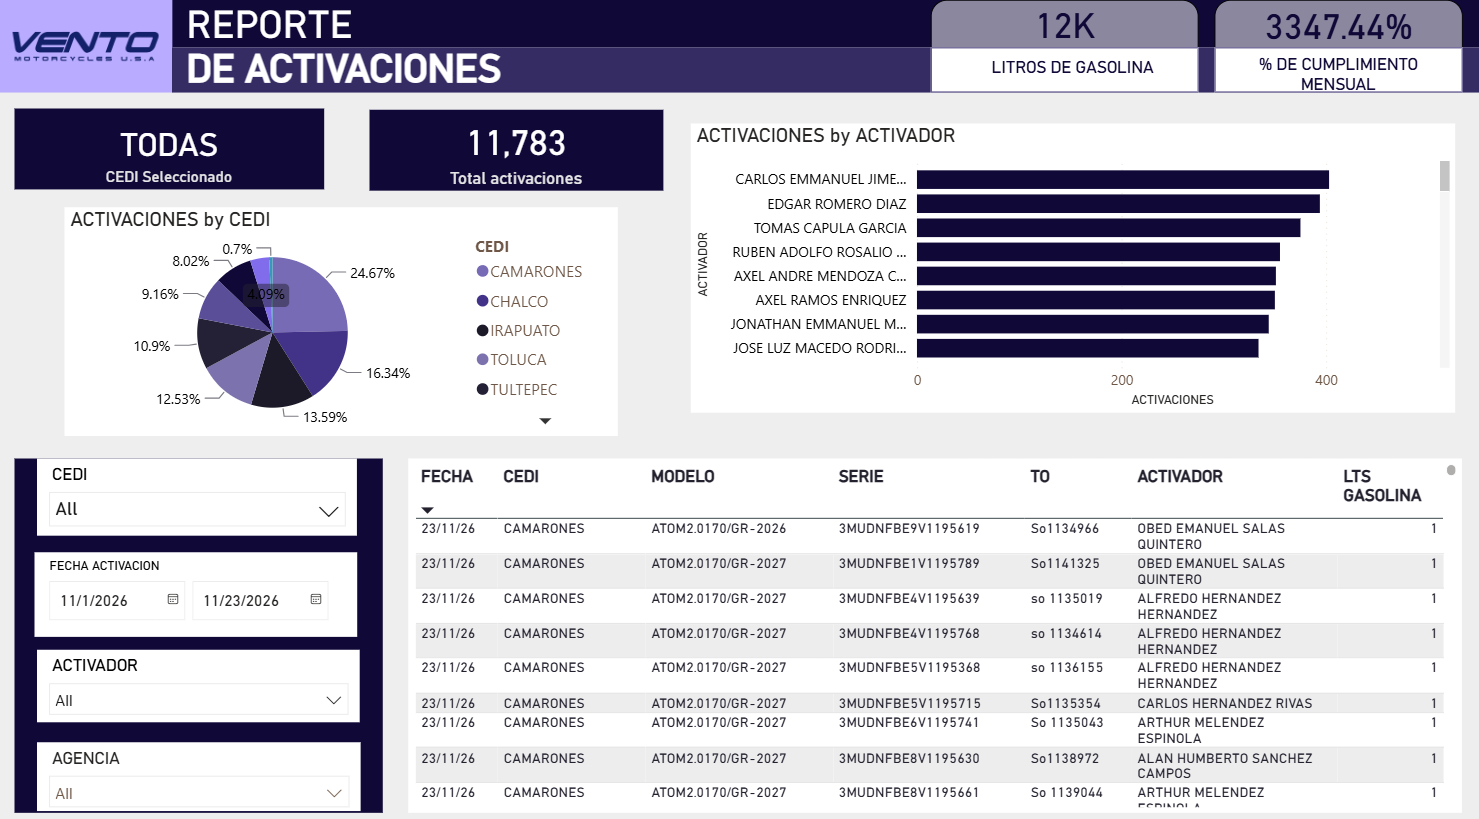 VENTO
MOTORCYCLES U.S.A
REPORTE
DE ACTIVACIONES
12K
LITROS DE GASOLINA
3347.44%
% DE CUMPLIMIENTO
MENSUAL
TODAS
CEDI Seleccionado
11,783
Total activaciones
ACTIVACIONES by CEDI
0.7%
8.02%
4.09%
9.16%
10.9%
12.53%
13.59%
16.34%
24.67%
CEDI
CAMARONES
CHALCO
IRAPUATO
TOLUCA
TULTEPEC
ACTIVACIONES by ACTIVADOR
ACTIVADOR
CARLOS EMMANUEL JIME...
EDGAR ROMERO DIAZ
TOMAS CAPULA GARCIA
RUBEN ADOLFO ROSALIO ...
AXEL ANDRE MENDOZA C...
AXEL RAMOS ENRIQUEZ
JONATHAN EMMANUEL M...
JOSE LUZ MACEDO RODRI...
0 200 400
ACTIVACIONES
CEDI
All
FECHA ACTIVACION
11/1/2026 11/23/2026
ACTIVADOR
All
AGENCIA
All
FECHA CEDI MODELO SERIE TO ACTIVADOR LTS
GASOLINA
23/11/26 CAMARONES ATOM2.0170/GR-2026 3MUDNFBE9V1195619 So1134966 OBED EMANUEL SALAS 1
QUINTERO
23/11/26 CAMARONES ATOM2.0170/GR-2027 3MUDNFBE1V1195789 So1141325 OBED EMANUEL SALAS 1
QUINTERO
23/11/26 CAMARONES ATOM2.0170/GR-2027 3MUDNFBE4V1195639 so 1135019 ALFREDO HERNANDEZ 1
HERNANDEZ
23/11/26 CAMARONES ATOM2.0170/GR-2027 3MUDNFBE4V1195768 so 1134614 ALFREDO HERNANDEZ 1
HERNANDEZ
23/11/26 CAMARONES ATOM2.0170/GR-2027 3MUDNFBE5V1195368 so 1136155 ALFREDO HERNANDEZ 1
HERNANDEZ
23/11/26 CAMARONES ATOM2.0170/GR-2027 3MUDNFBE5V1195715 So1135354 CARLOS HERNANDEZ RIVAS 1
23/11/26 CAMARONES ATOM2.0170/GR-2027 3MUDNFBE6V1195741 So 1135043 ARTHUR MELENDEZ 1
ESPINOLA
23/11/26 CAMARONES ATOM2.0170/GR-2027 3MUDNFBE8V1195630 So1138972 ALAN HUMBERTO SANCHEZ 1
CAMPOS
23/11/26 CAMARONES ATOM2.0170/GR-2027 3MUDNFBE8V1195661 So 1139044 ARTHUR MELENDEZ 1
ESPINOLA